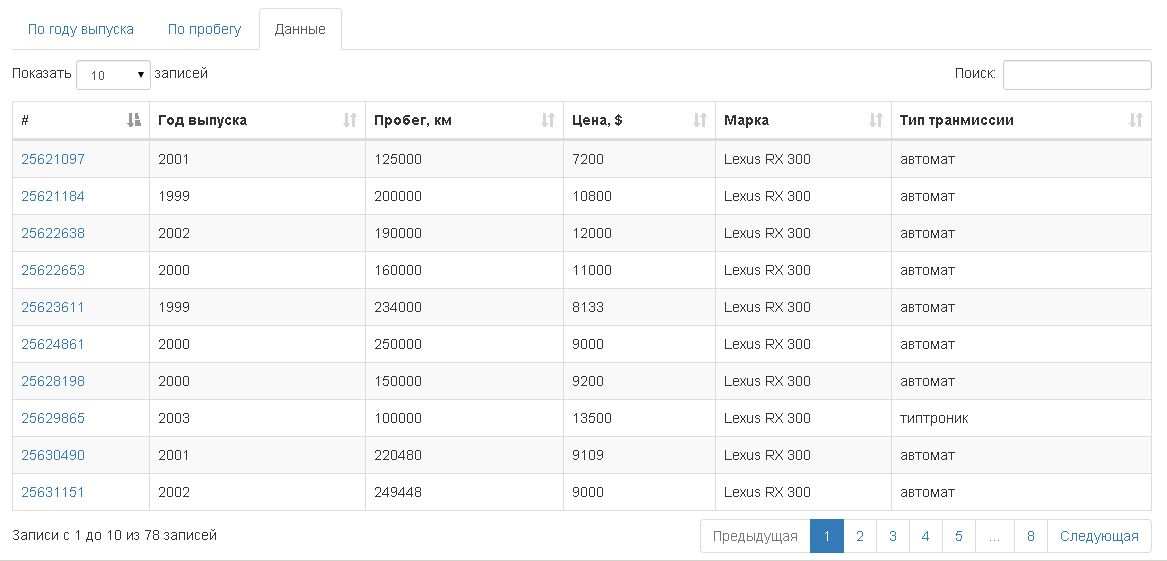 По году выпуска По пробегу Данные
Показать 10 записей Поиск:
# Год выпуска Пробег, км Цена, $ Марка Тип транмиссии
25621097 2001 125000 7200 Lexus RX 300 автомат
25621184 1999 200000 10800 Lexus RX 300 автомат
25622638 2002 190000 12000 Lexus RX 300 автомат
25622653 2000 160000 11000 Lexus RX 300 автомат
25623611 1999 234000 8133 Lexus RX 300 автомат
25624861 2000 250000 9000 Lexus RX 300 автомат
25628198 2000 150000 9200 Lexus RX 300 автомат
25629865 2003 100000 13500 Lexus RX 300 типтроник
25630490 2001 220480 9109 Lexus RX 300 автомат
25631151 2002 249448 9000 Lexus RX 300 автомат
Записи с 1 до 10 из 78 записей Предыдущая 1 2 3 4 5 ... 8 Следующая